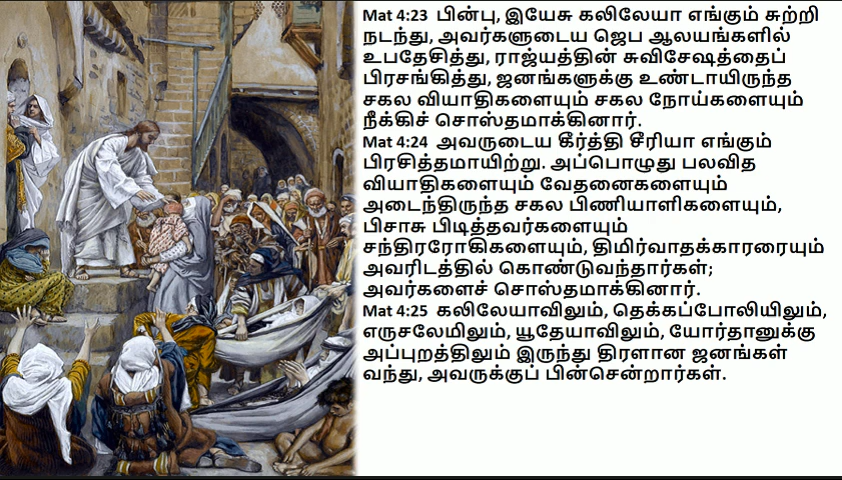 Mat 4:23 பின்பு, இயேசு கலிலேயா எங்கும் சுற்றி
நடந்து, அவர்களுடைய ஜெப ஆலயங்களில்
உபதேசித்து, ராஜ்யத்தின் சுவிசேஷத்தைப்
பிரசங்கித்து, ஜனங்களுக்கு உண்டாயிருந்த
சகல வியாதிகளையும் சகல நோய்களையும்
நீக்கிச் சொஸ்தமாக்கினார்.
Mat 4:24 அவருடைய கீர்த்தி சீரியா எங்கும்
பிரசித்தமாயிற்று. அப்பொழுது பலவித
வியாதிகளையும் வேதனைகளையும்
அடைந்திருந்த சகல பிணியாளிகளையும்,
பிசாசு பிடித்தவர்களையும்
சந்திரரோகிகளையும், திமிர்வாதக்காரரையும்
அவரிடத்தில் கொண்டுவந்தார்கள்;
அவர்களைச் சொஸ்தமாக்கினார்.
Mat 4:25 கலிலேயாவிலும், தெக்கப்போலியிலும்,
எருசலேமிலும், யூதேயாவிலும், யோர்தானுக்கு
அப்புறத்திலும் இருந்து திரளான ஜனங்கள்
வந்து, அவருக்குப் பின்சென்றார்கள்.